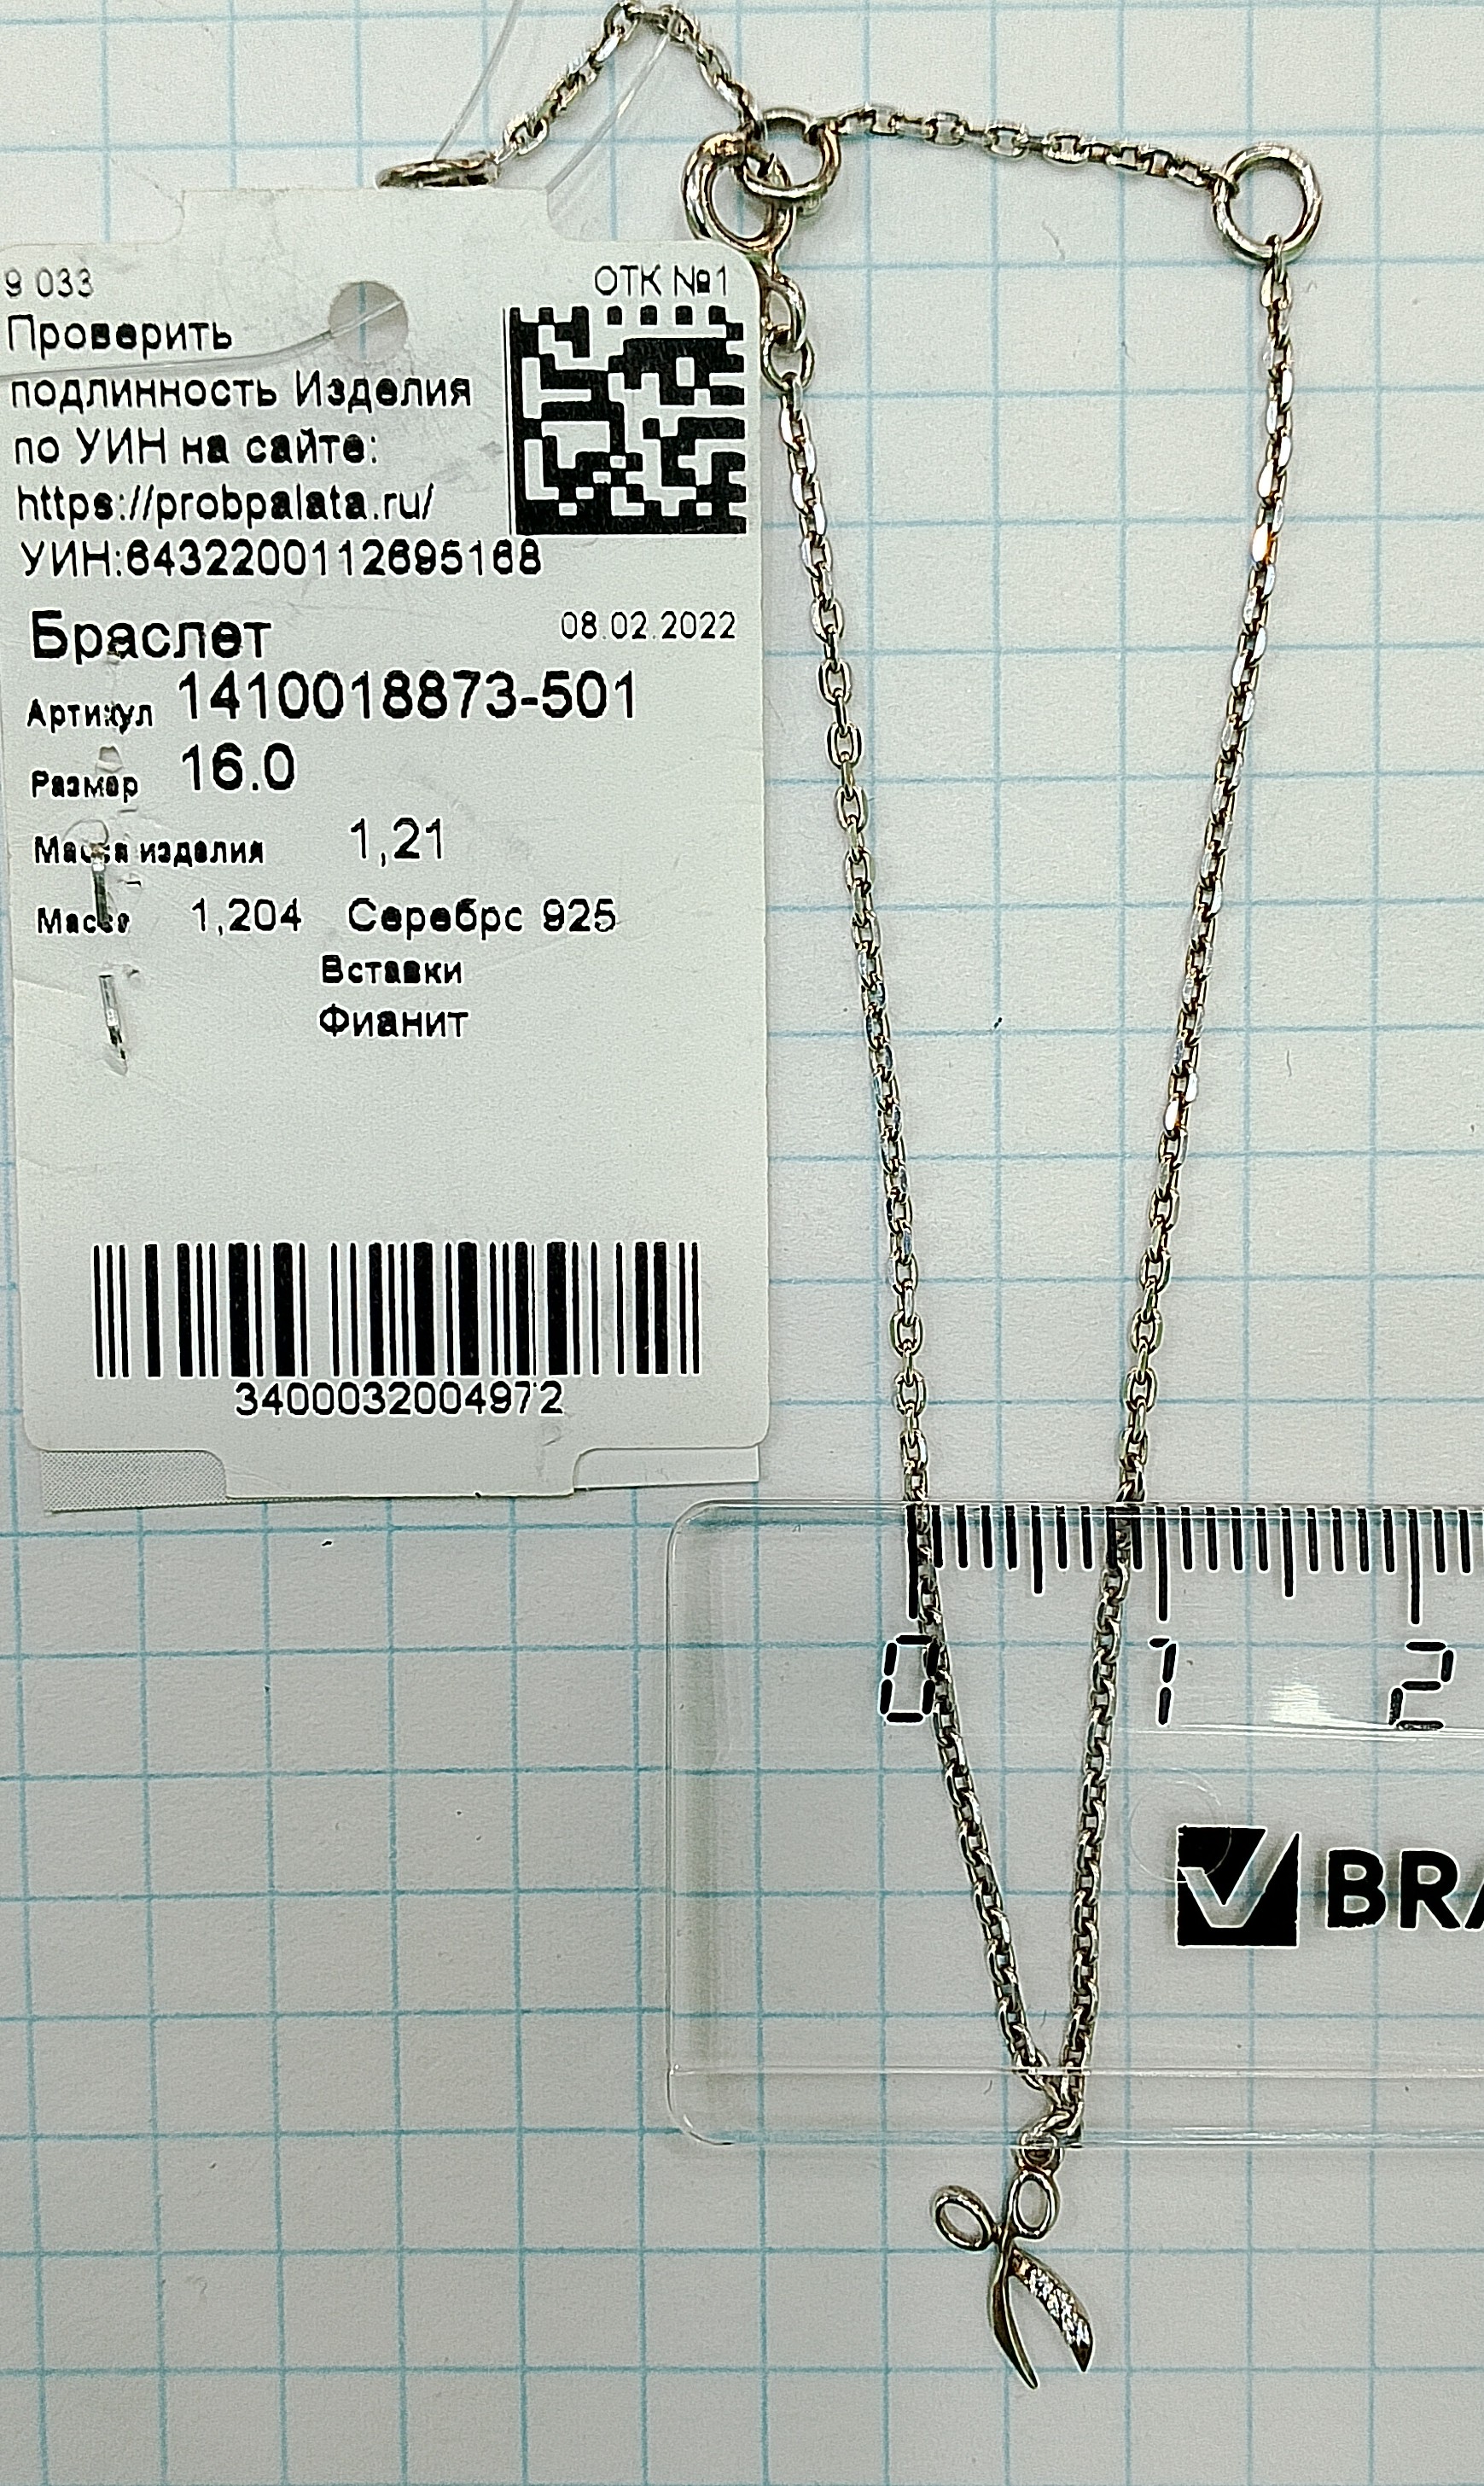 9 033
ОТК №1
Проверить
подлинность Изделия
по УИН на сайте:
https://probpalata.ru/
УИН:6432200112695168
Браслет 08.02.2022
Артикул 1410018873-501
Размер 16.0
Масса изделия 1,21
Масса 1,204 Серебро 925
Вставки
Фианит
3400032004972
0 1 2
BRA